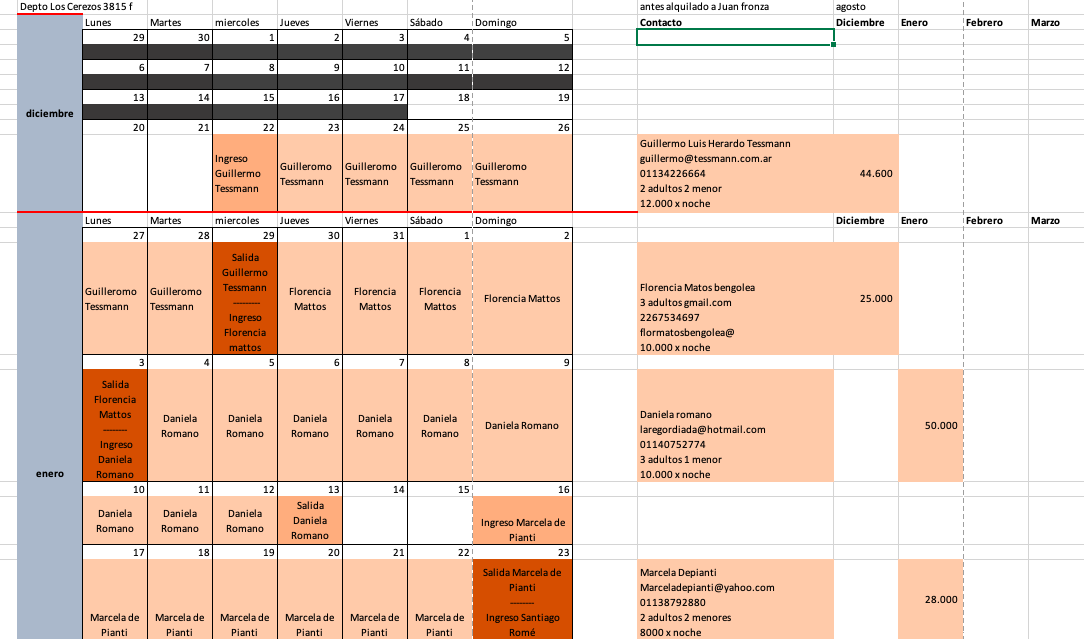 Depto Los Cerezos 3815 f antes alquilado a Juan fronza agosto
Lunes Martes miercoles Jueves Viernes Sábado Domingo Contacto Diciembre Enero Febrero Marzo
29 30 1 2 3 4 5
6 7 8 9 10 11 12
13 14 15 16 17 18 19
diciembre
20 21 22 23 24 25 26
Ingreso
Guillermo
Tessmann
Guilleromo
Tessmann
Guilleromo
Tessmann
Guilleromo
Tessmann
Guilleromo
Tessmann
Guillermo Luis Herardo Tessmann
guillermo@tessmann.com.ar
01134226664
2 adultos 2 menor
12.000 x noche
44.600
Lunes Martes miercoles Jueves Viernes Sábado Domingo Diciembre Enero Febrero Marzo
27 28 29 30 31 1 2
Guilleromo
Tessmann
Guilleromo
Tessmann
Salida
Guillermo
Tessmann
---------
Ingreso
Florencia
mattos
Florencia
Mattos
Florencia
Mattos
Florencia
Mattos
Florencia Mattos
Florencia Matos bengolea
3 adultos gmail.com
2267534697
flormatosbengolea@
10.000 x noche
25.000
3 4 5 6 7 8 9
Salida
Florencia
Mattos
--------
Ingreso
Daniela
Romano
Daniela
Romano
Daniela
Romano
Daniela
Romano
Daniela
Romano
Daniela
Romano
Daniela Romano
Daniela romano
laregordiada@hotmail.com
01140752774
3 adultos 1 menor
10.000 x noche
50.000
enero
10 11 12 13 14 15 16
Daniela
Romano
Daniela
Romano
Daniela
Romano
Salida
Daniela
Romano
Ingreso Marcela de
Pianti
17 18 19 20 21 22 23
Marcela de
Pianti
Marcela de
Pianti
Marcela de
Pianti
Marcela de
Pianti
Marcela de
Pianti
Marcela de
Pianti
Salida Marcela de
Pianti
--------
Ingreso Santiago
Romé
Marcela Depianti
Marceladepianti@yahoo.com
01138792880
2 adultos 2 menores
8000 x noche
28.000